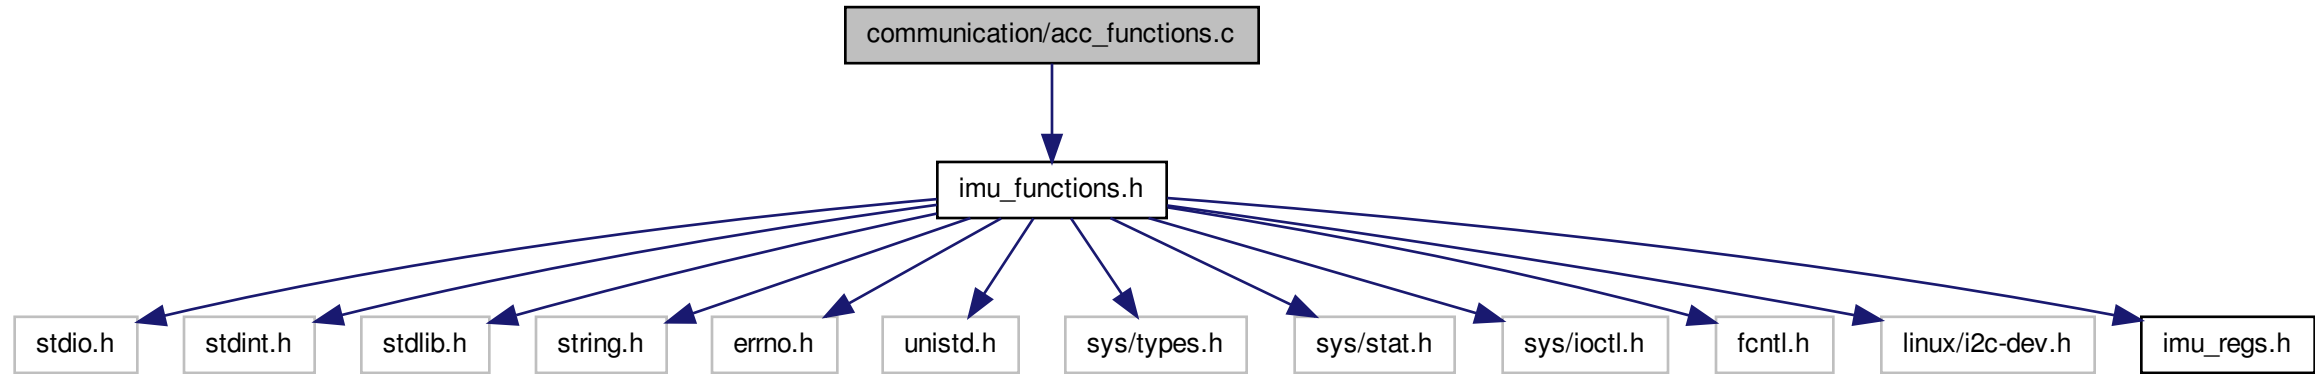 communication/acc_functions.c
imu_functions.h
stdio.h
stdint.h
stdlib.h
string.h
errno.h
unistd.h
sys/types.h
sys/stat.h
sys/ioctl.h
fcntl.h
linux/i2c-dev.h
imu_regs.h